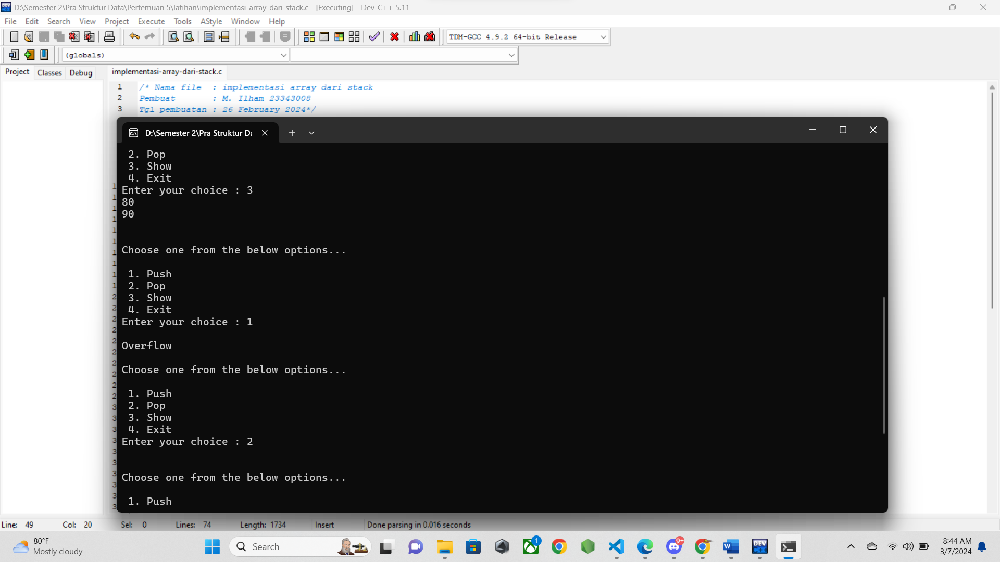 D:\Semester 2\Pra Struktur Data\Pertemuan 5\latihan\implementasi-array-dari-stack.c - [Executing] - Dev-C++ 5.11
File Edit Search View Project Execute Tools AStyle Window Help
TDM-GCC 4.9.2 64-bit Release
(globals)
Project Classes Debug
implementasi-array-dari-stack.c
1 /* Nama file : implementasi array dari stack
2 Pembuat : M. Ilham 23343008
3 Tgl pembuatan : 26 February 2024*/
D:\Semester 2\Pra Struktur Da
2. Pop
3. Show
4. Exit
Enter your choice : 3
80
90
Choose one from the below options...
1. Push
2. Pop
3. Show
4. Exit
Enter your choice : 1
Overflow
Choose one from the below options...
1. Push
2. Pop
3. Show
4. Exit
Enter your choice : 2
Choose one from the below options...
1. Push
Line: 49 Col: 20 Sel: 0 Lines: 74 Length: 1734 Insert Done parsing in 0.016 seconds
80°F
Mostly cloudy
Search
1
9+
DEV C++
8:44 AM
3/7/2024